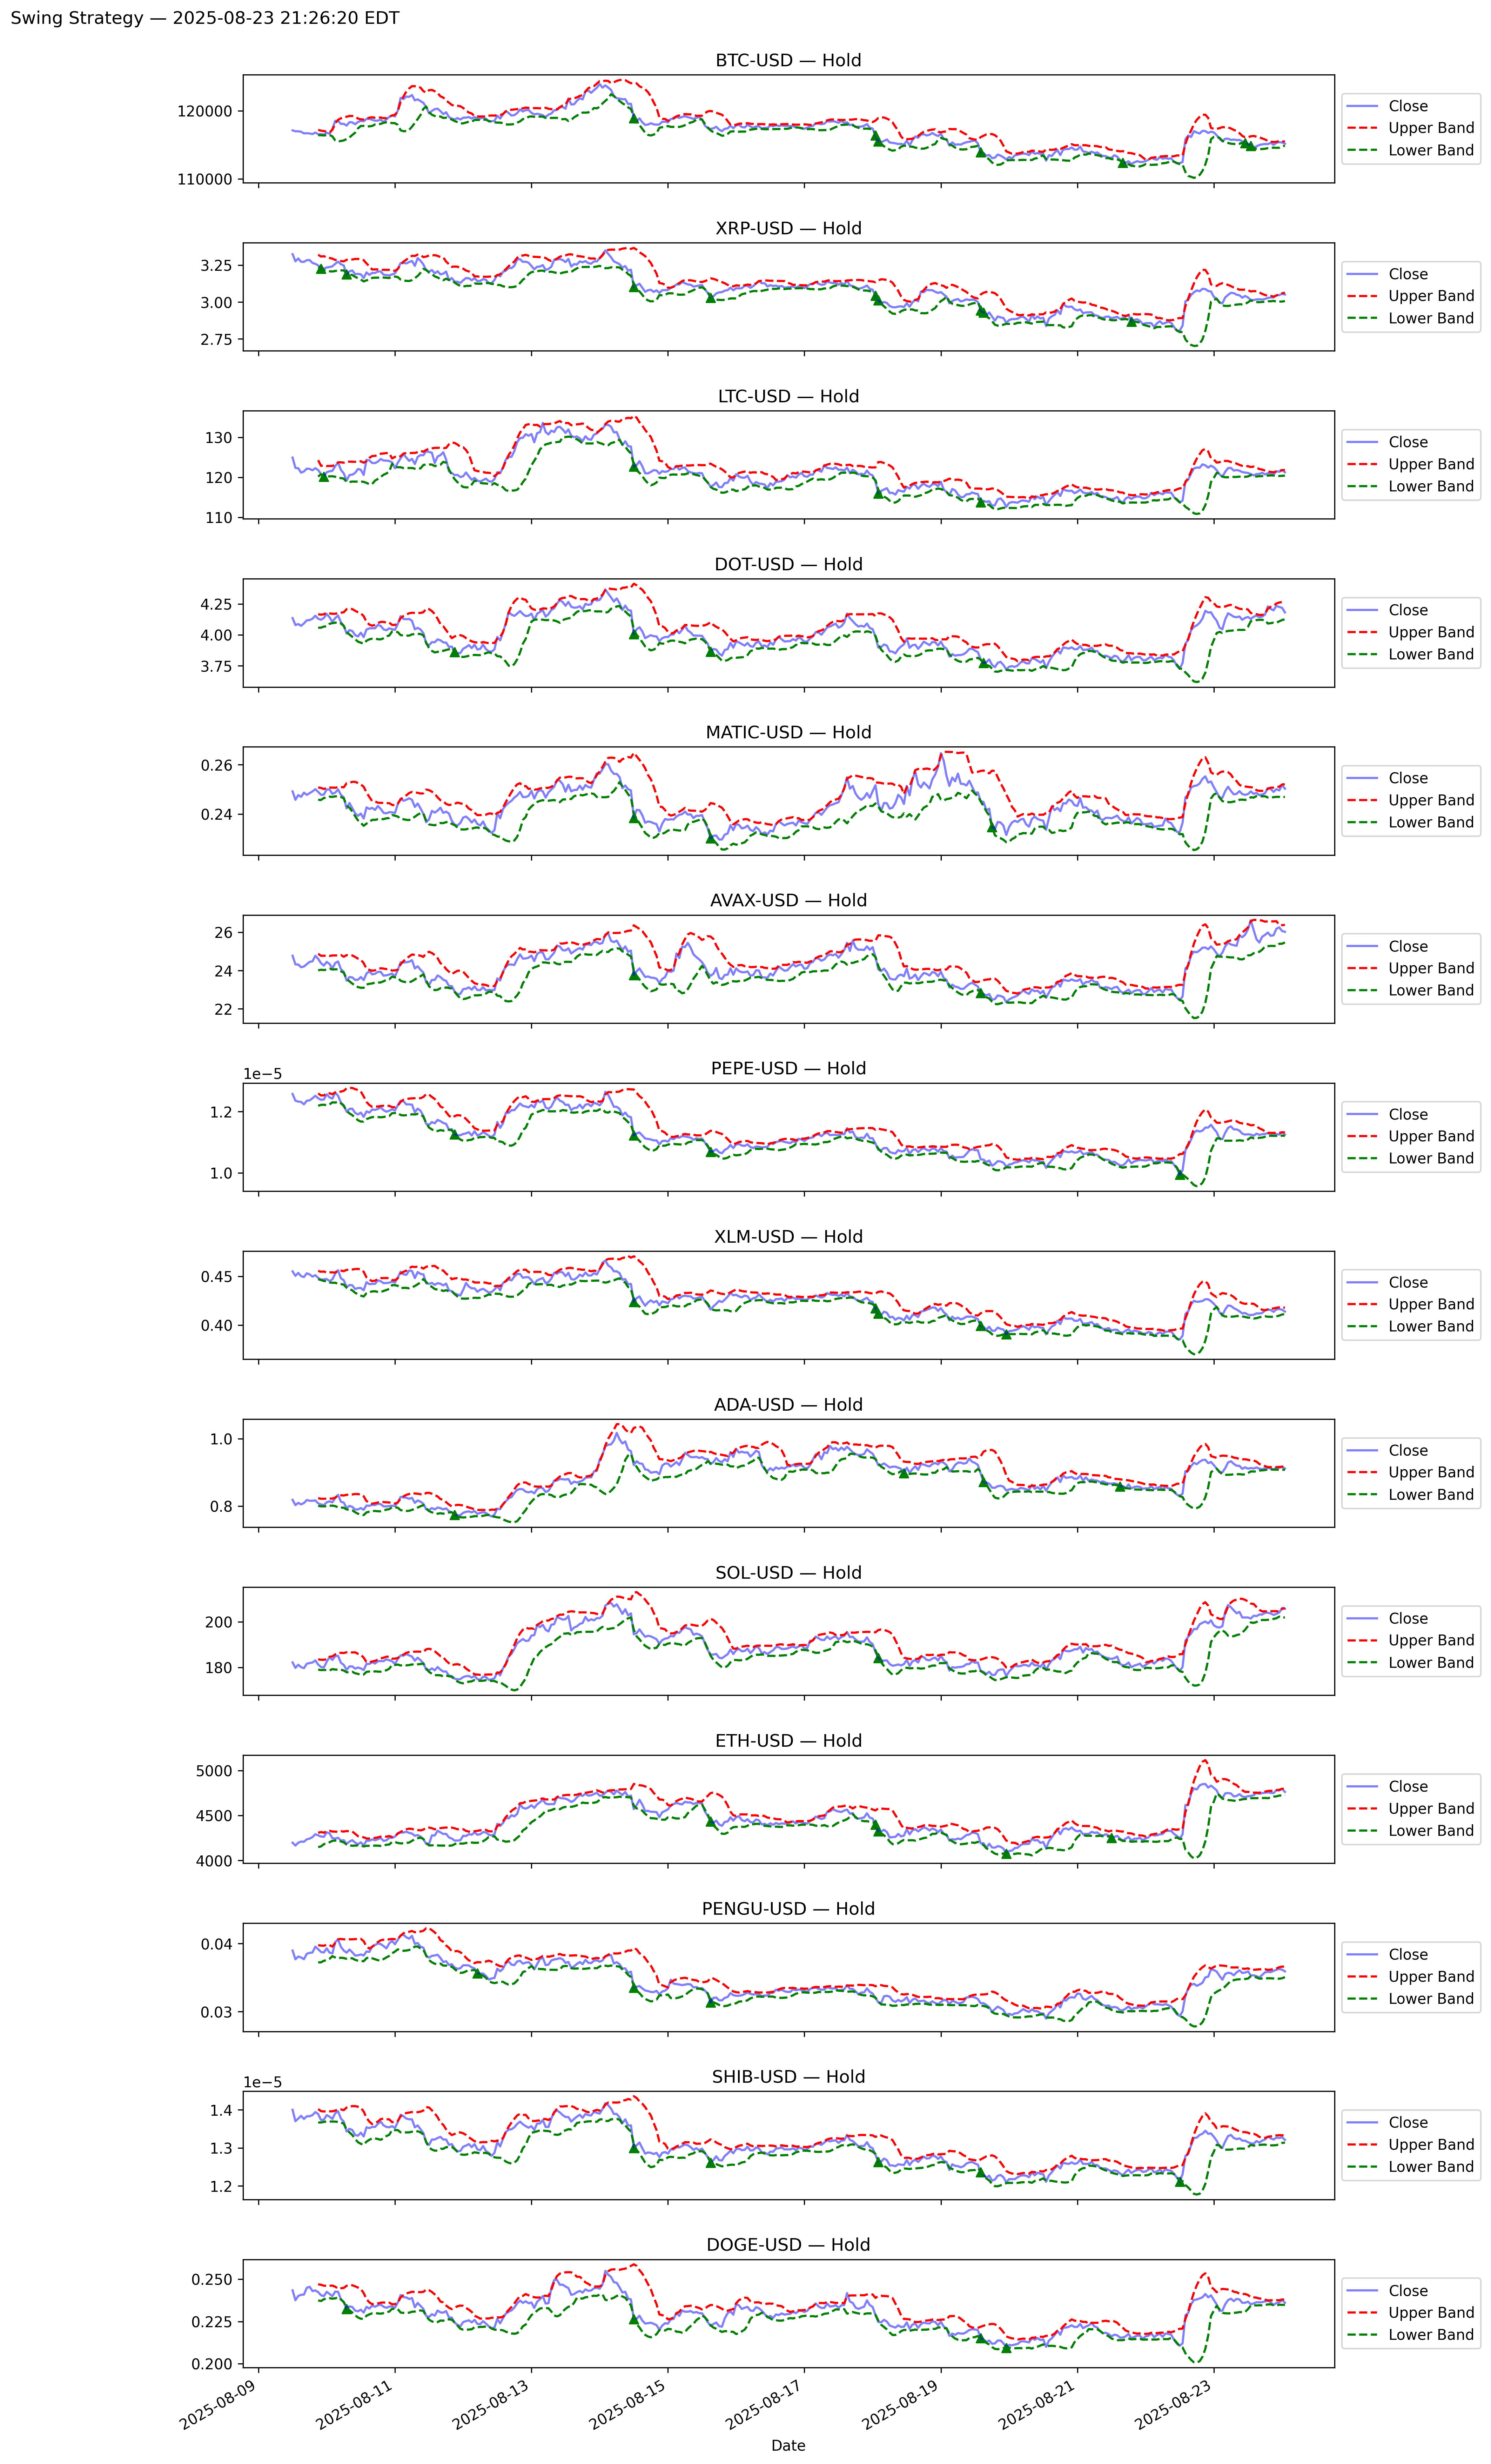 Swing Strategy — 2025-08-23 21:26:20 EDT
BTC-USD — Hold
120000
110000
Close
Upper Band
Lower Band
XRP-USD — Hold
3.25
3.00
2.75
Close
Upper Band
Lower Band
LTC-USD — Hold
130
120
110
Close
Upper Band
Lower Band
DOT-USD — Hold
4.25
4.00
3.75
Close
Upper Band
Lower Band
MATIC-USD — Hold
0.26
0.24
Close
Upper Band
Lower Band
AVAX-USD — Hold
26
24
22
Close
Upper Band
Lower Band
PEPE-USD — Hold
1e−5
1.2
1.0
Close
Upper Band
Lower Band
XLM-USD — Hold
0.45
0.40
Close
Upper Band
Lower Band
ADA-USD — Hold
1.0
0.8
Close
Upper Band
Lower Band
SOL-USD — Hold
200
180
Close
Upper Band
Lower Band
ETH-USD — Hold
5000
4500
4000
Close
Upper Band
Lower Band
PENGU-USD — Hold
0.04
0.03
Close
Upper Band
Lower Band
SHIB-USD — Hold
1e−5
1.4
1.3
1.2
Close
Upper Band
Lower Band
DOGE-USD — Hold
0.250
0.225
0.200
Close
Upper Band
Lower Band
2025-08-09
2025-08-11
2025-08-13
2025-08-15
2025-08-17
2025-08-19
2025-08-21
2025-08-23
Date